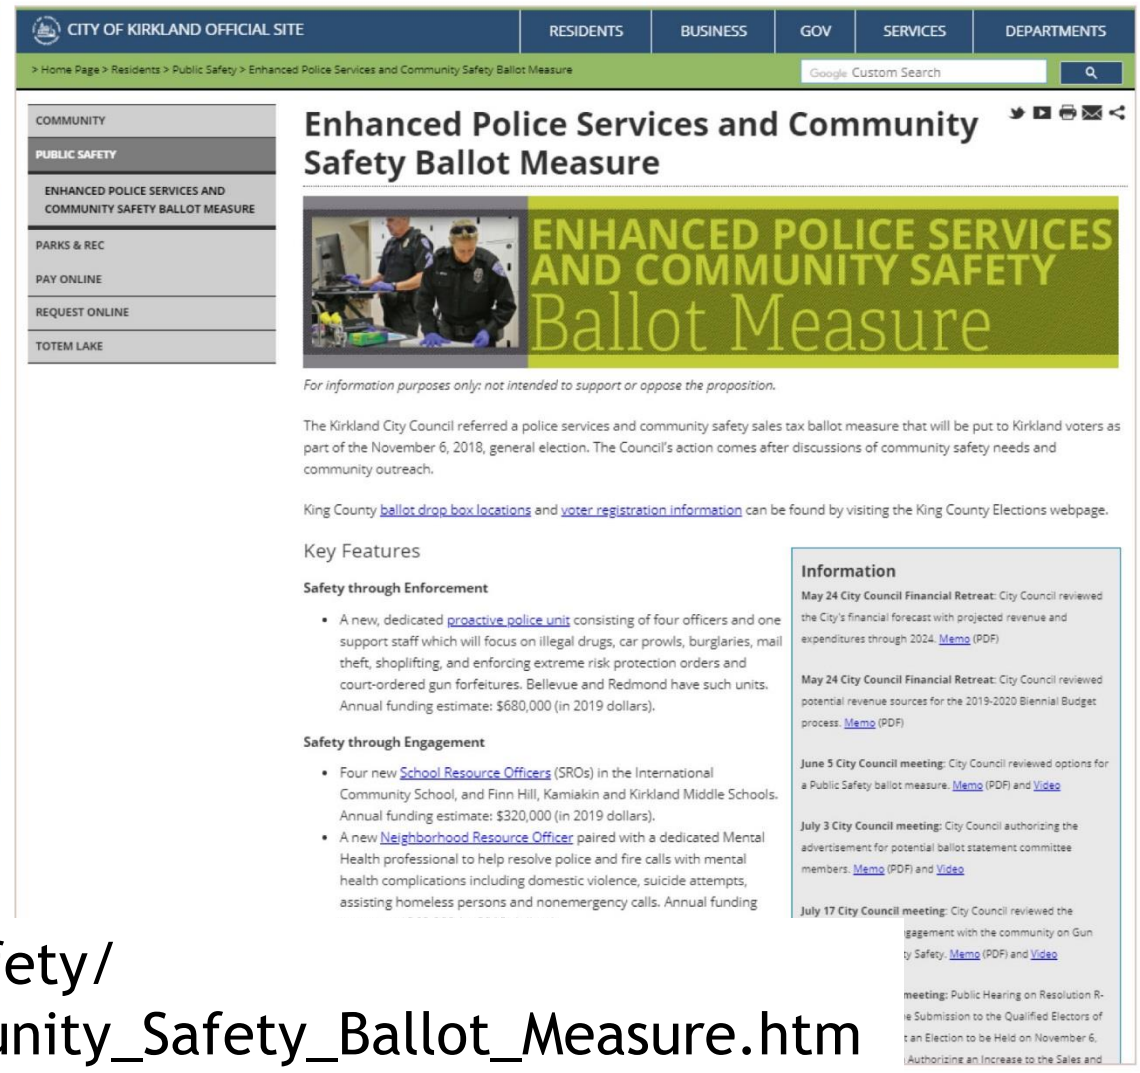 CITY OF KIRKLAND OFFICIAL SITE
RESIDENTS
BUSINESS
GOV
SERVICES
DEPARTMENTS
> Home Page > Residents > Public Safety > Enhanced Police Services and Community Safety Ballot Measure
Google Custom Search
COMMUNITY
PUBLIC SAFETY
ENHANCED POLICE SERVICES AND
COMMUNITY SAFETY BALLOT MEASURE
PARKS & REC
PAY ONLINE
REQUEST ONLINE
TOTEM LAKE
Enhanced Police Services and Community
Safety Ballot Measure
ENHANCED POLICE SERVICES
AND COMMUNITY SAFETY
Ballot Measure
For information purposes only: not intended to support or oppose the proposition.
The Kirkland City Council referred a police services and community safety sales tax ballot measure that will be put to Kirkland voters as
part of the November 6, 2018, general election. The Council's action comes after discussions of community safety needs and
community outreach.
King County ballot drop box locations and voter registration information can be found by visiting the King County Elections webpage.
Key Features
Safety through Enforcement
• A new, dedicated proactive police unit consisting of four officers and one
support staff which will focus on illegal drugs, car prowls, burglaries, mail
theft, shoplifting, and enforcing extreme risk protection orders and
court-ordered gun forfeitures. Bellevue and Redmond have such units.
Annual funding estimate: $680,000 (in 2019 dollars).
Safety through Engagement
• Four new School Resource Officers (SROs) in the International
Community School, and Finn Hill, Kamiakin and Kirkland Middle Schools.
Annual funding estimate: $320,000 (in 2019 dollars).
• A new Neighborhood Resource Officer paired with a dedicated Mental
Health professional to help resolve police and fire calls with mental
health complications including domestic violence, suicide attempts,
assisting homeless persons and nonemergency calls. Annual funding
Information
May 24 City Council Financial Retreat: City Council reviewed
the City's financial forecast with projected revenue and
expenditures through 2024. Memo (PDF)
May 24 City Council Financial Retreat: City Council reviewed
potential revenue sources for the 2019-2020 Biennial Budget
process. Memo (PDF)
June 5 City Council meeting: City Council reviewed options for
a Public Safety ballot measure. Memo (PDF) and Video
July 3 City Council meeting: City Council authorizing the
advertisement for potential ballot statement committee
members. Memo (PDF) and Video
July 17 City Council meeting: City Council reviewed the
gagement with the community on Gun
ty Safety. Memo (PDF) and Video
meeting: Public Hearing on Resolution R-
e Submission to the Qualified Electors of
t an Election to be Held on November 6,
Authorizing an Increase to the Sales and
fety/
unity_Safety_Ballot_Measure.htm